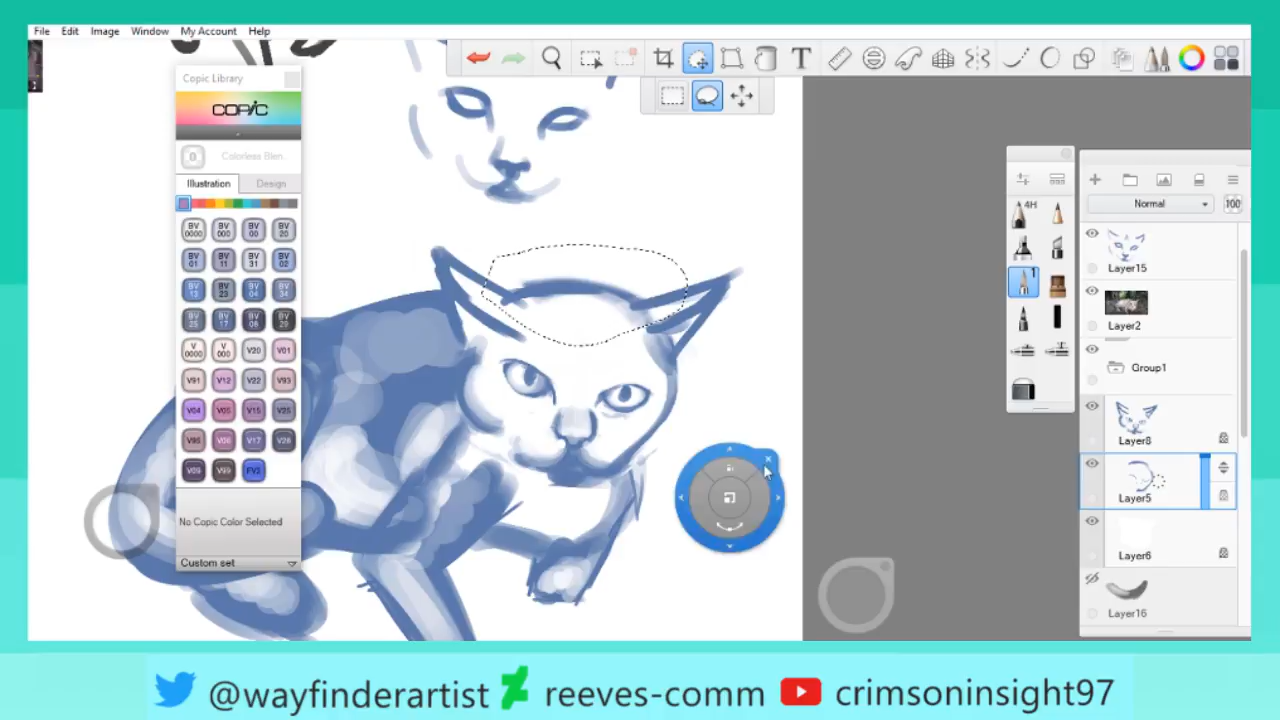 File Edit Image Window My Account Help
Copic Library
COPIC
0 Colorless Blen
Illustration Design
BV 0000 BV 000 BV 00 BV 20
BV 01 BV 11 BV 31 BV 02
BV 13 BV 23 BV 04 BV 34
BV 25 BV 17 BV 08 BV 29
V 0000 V 000 V20 V01
V91 V12 V22 V93
V04 V05 V15 V25
V95 V06 V17 V28
V09 V99 FV2
No Copic Color Selected
Custom set
T
4H
1
Normal 100
Layer15
Layer2
Group1
Layer8
Layer5
Layer6
Layer16
@wayfinderartist reeves-comm crimsoninsight97